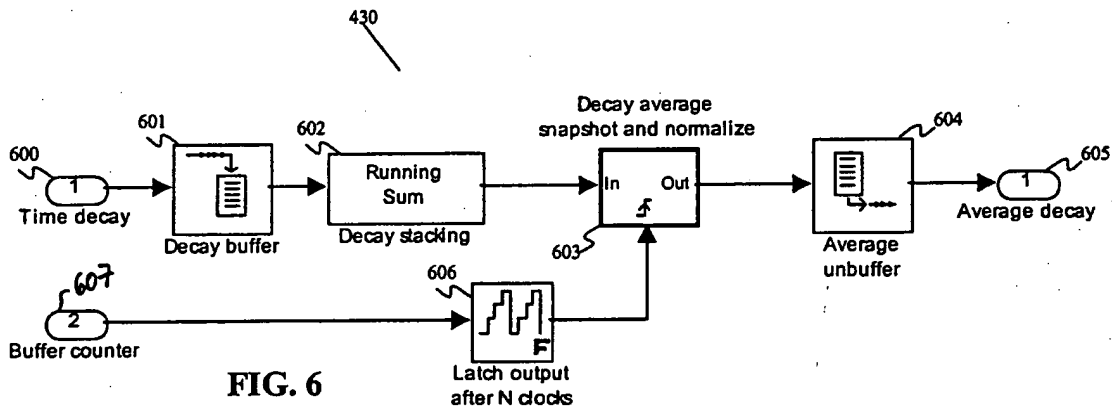 430
Decay average
snapshot and normalize
600
1
Time decay
601
Decay buffer
602
Running
Sum
Decay stacking
In Out
603
604
Average
unbuffer
605
1
Average decay
607
2
Buffer counter
606
F
Latch output
after N clocks
FIG. 6